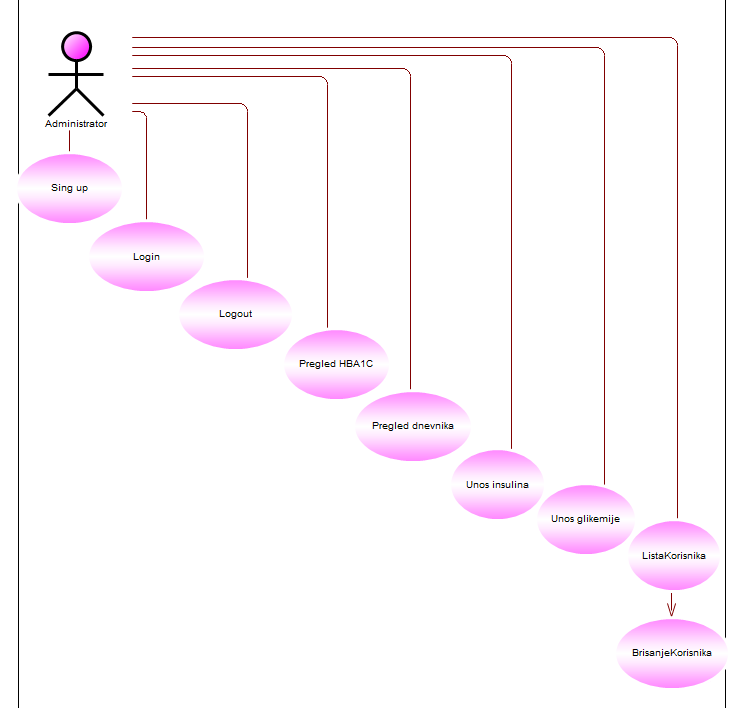 Administrator
Sing up
Login
Logout
Pregled HBA1C
Pregled dnevnika
Unos insulina
Unos glikemije
ListaKorisnika
BrisanjeKorisnika